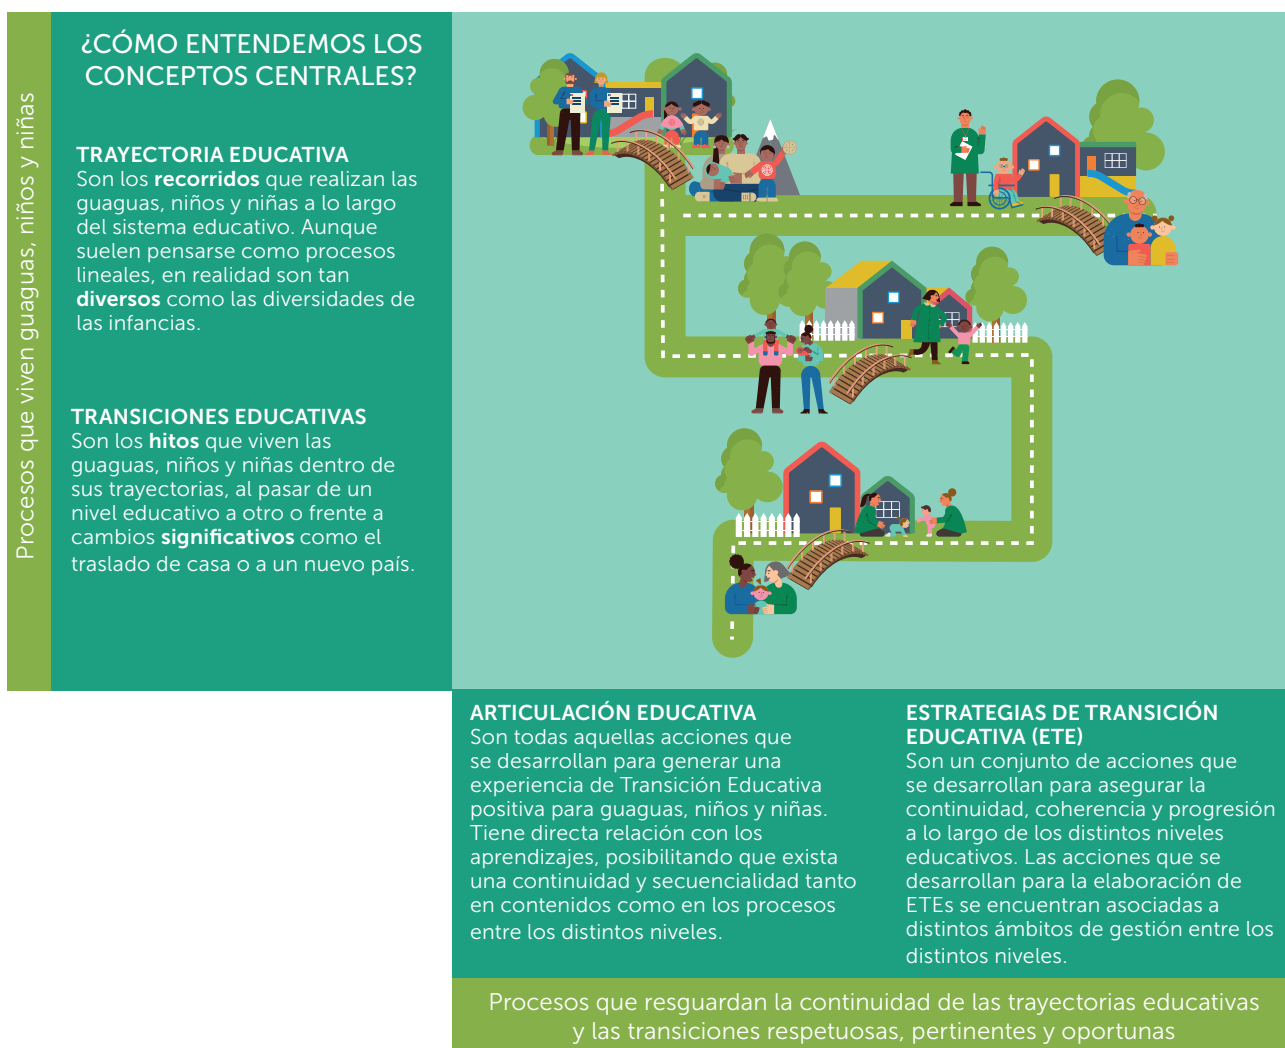 Procesos que viven guaguas, niños y niñas
¿CÓMO ENTENDEMOS LOS
CONCEPTOS CENTRALES?
TRAYECTORIA EDUCATIVA
Son los recorridos que realizan las
guaguas, niños y niñas a lo largo
del sistema educativo. Aunque
suelen pensarse como procesos
lineales, en realidad son tan
diversos como las diversidades de
las infancias.
TRANSICIONES EDUCATIVAS
Son los hitos que viven las
guaguas, niños y niñas dentro de
sus trayectorias, al pasar de un
nivel educativo a otro o frente a
cambios significativos como el
traslado de casa o a un nuevo país.
ARTICULACIÓN EDUCATIVA
Son todas aquellas acciones que
se desarrollan para generar una
experiencia de Transición Educativa
positiva para guaguas, niños y niñas.
Tiene directa relación con los
aprendizajes, posibilitando que exista
una continuidad y secuencialidad tanto
en contenidos como en los procesos
entre los distintos niveles.
ESTRATEGIAS DE TRANSICIÓN
EDUCATIVA (ETE)
Son un conjunto de acciones que
se desarrollan para asegurar la
continuidad, coherencia y progresión
a lo largo de los distintos niveles
educativos. Las acciones que se
desarrollan para la elaboración de
ETEs se encuentran asociadas a
distintos ámbitos de gestión entre los
distintos niveles.
Procesos que resguardan la continuidad de las trayectorias educativas
y las transiciones respetuosas, pertinentes y oportunas